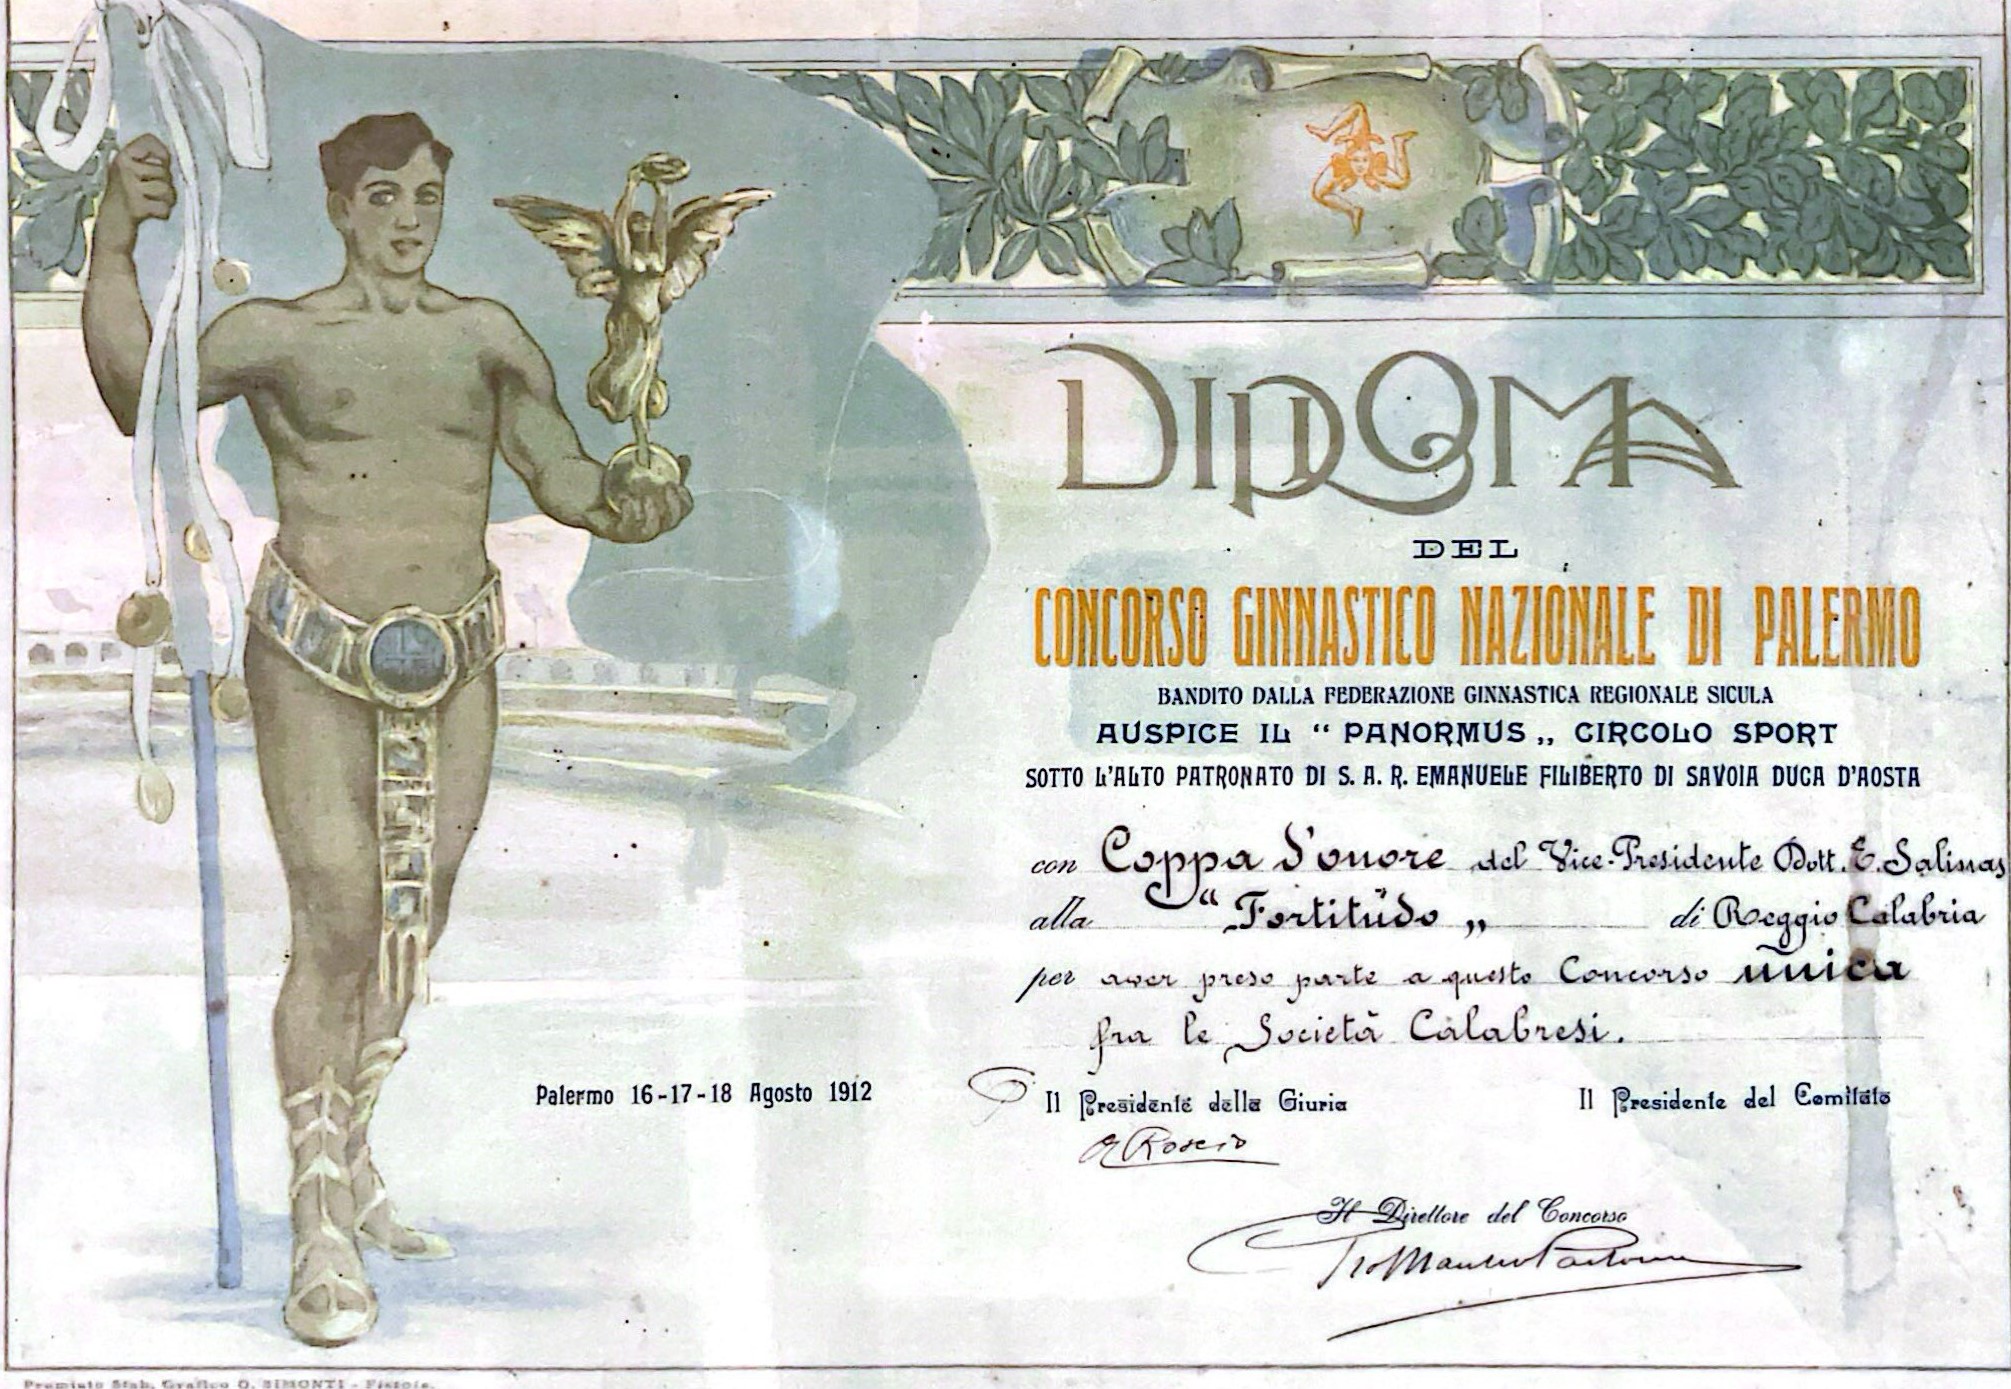 DIPLOMA
DEL
CONCORSO GINNASTICO NAZIONALE DI PALERMO
BANDITO DALLA FEDERAZIONE GINNASTICA REGIONALE SICULA
AUSPICE IL “ PANORMUS „ CIRCOLO SPORT
SOTTO L'ALTO PATRONATO DI S. A. R. EMANUELE FILIBERTO DI SAVOIA DUCA D'AOSTA
con Coppa d'onore del Vice-Presidente Dott. E. Salinas
alla “ Fortitudo „ di Reggio Calabria
per aver preso parte a questo Concorso unica
fra le Società Calabresi.
Palermo 16-17-18 Agosto 1912
Il Presidente della Giuria
Il Presidente del Comitato
Il Direttore del Concorso
Premiato Stab. Grafico O. SIMONTI - Pistoia.